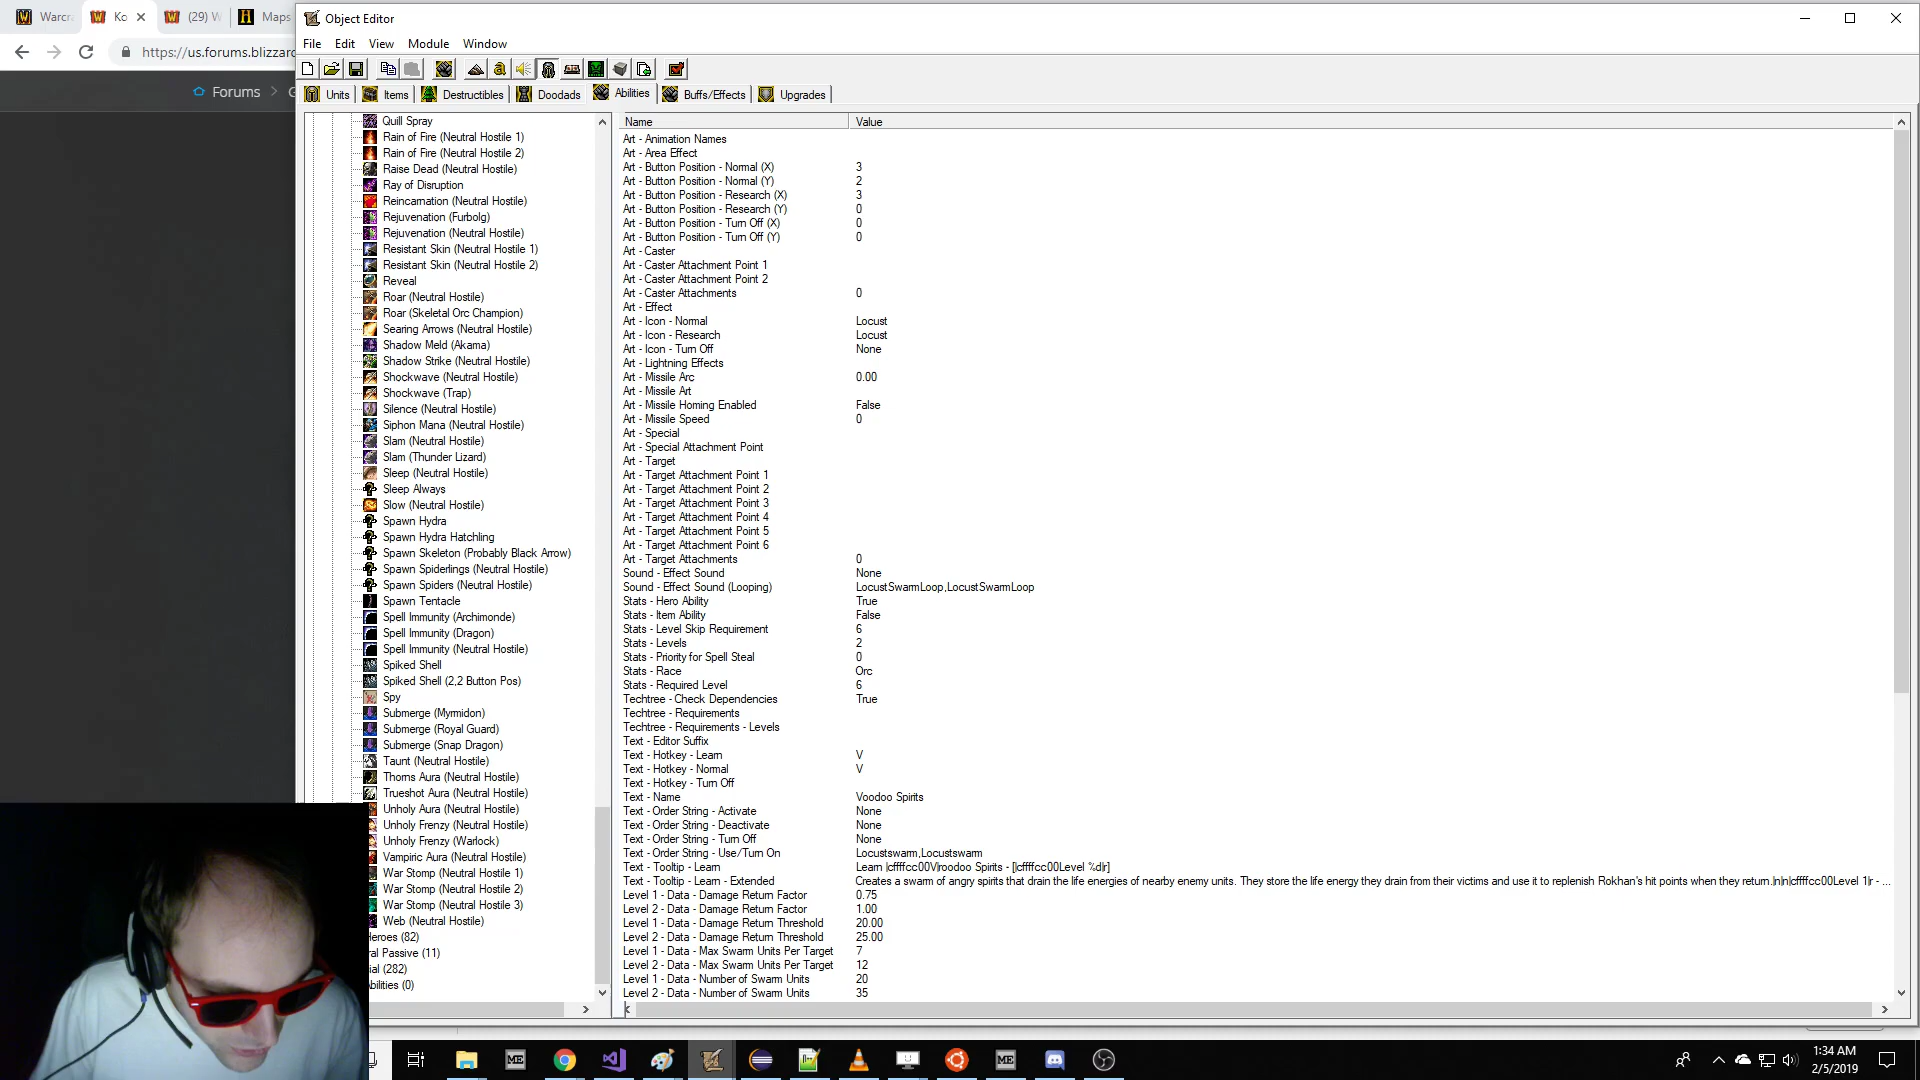 Warcr
Ko
(29) W
Maps
Object Editor
https://us.forums.blizzard
File Edit View Module Window
Forums
Units Items Destructibles Doodads Abilities Buffs/Effects Upgrades
Quill Spray
Rain of Fire (Neutral Hostile 1)
Rain of Fire (Neutral Hostile 2)
Raise Dead (Neutral Hostile)
Ray of Disruption
Reincarnation (Neutral Hostile)
Rejuvenation (Furbolg)
Rejuvenation (Neutral Hostile)
Resistant Skin (Neutral Hostile 1)
Resistant Skin (Neutral Hostile 2)
Reveal
Roar (Neutral Hostile)
Roar (Skeletal Orc Champion)
Searing Arrows (Neutral Hostile)
Shadow Meld (Akama)
Shadow Strike (Neutral Hostile)
Shockwave (Neutral Hostile)
Shockwave (Trap)
Silence (Neutral Hostile)
Siphon Mana (Neutral Hostile)
Slam (Neutral Hostile)
Slam (Thunder Lizard)
Sleep (Neutral Hostile)
Sleep Always
Slow (Neutral Hostile)
Spawn Hydra
Spawn Hydra Hatchling
Spawn Skeleton (Probably Black Arrow)
Spawn Spiderlings (Neutral Hostile)
Spawn Spiders (Neutral Hostile)
Spawn Tentacle
Spell Immunity (Archimonde)
Spell Immunity (Dragon)
Spell Immunity (Neutral Hostile)
Spiked Shell
Spiked Shell (2,2 Button Pos)
Spy
Submerge (Myrmidon)
Submerge (Royal Guard)
Submerge (Snap Dragon)
Taunt (Neutral Hostile)
Thorns Aura (Neutral Hostile)
Trueshot Aura (Neutral Hostile)
Unholy Aura (Neutral Hostile)
Unholy Frenzy (Neutral Hostile)
Unholy Frenzy (Warlock)
Vampiric Aura (Neutral Hostile)
War Stomp (Neutral Hostile 1)
War Stomp (Neutral Hostile 2)
War Stomp (Neutral Hostile 3)
Web (Neutral Hostile)
Heroes (82)
ral Passive (11)
ial (282)
bilities (0)
Name Value
Art - Animation Names
Art - Area Effect
Art - Button Position - Normal (X) 3
Art - Button Position - Normal (Y) 2
Art - Button Position - Research (X) 3
Art - Button Position - Research (Y) 0
Art - Button Position - Turn Off (X) 0
Art - Button Position - Turn Off (Y) 0
Art - Caster
Art - Caster Attachment Point 1
Art - Caster Attachment Point 2
Art - Caster Attachments 0
Art - Effect
Art - Icon - Normal Locust
Art - Icon - Research Locust
Art - Icon - Turn Off None
Art - Lightning Effects
Art - Missile Arc 0.00
Art - Missile Art
Art - Missile Homing Enabled False
Art - Missile Speed 0
Art - Special
Art - Special Attachment Point
Art - Target
Art - Target Attachment Point 1
Art - Target Attachment Point 2
Art - Target Attachment Point 3
Art - Target Attachment Point 4
Art - Target Attachment Point 5
Art - Target Attachment Point 6
Art - Target Attachments 0
Sound - Effect Sound None
Sound - Effect Sound (Looping) LocustSwarmLoop,LocustSwarmLoop
Stats - Hero Ability True
Stats - Item Ability False
Stats - Level Skip Requirement 6
Stats - Levels 2
Stats - Priority for Spell Steal 0
Stats - Race Orc
Stats - Required Level 6
Techtree - Check Dependencies True
Techtree - Requirements
Techtree - Requirements - Levels
Text - Editor Suffix
Text - Hotkey - Learn V
Text - Hotkey - Normal V
Text - Hotkey - Turn Off
Text - Name Voodoo Spirits
Text - Order String - Activate None
Text - Order String - Deactivate None
Text - Order String - Turn Off None
Text - Order String - Use/Turn On Locustswarm,Locustswarm
Text - Tooltip - Learn Learn |cffffcc00V|roodoo Spirits - [|cffffcc00Level %d|r]
Text - Tooltip - Learn - Extended Creates a swarm of angry spirits that drain the life energies of nearby enemy units. They store the life energy they drain from their victims and use it to replenish Rokhan's hit points when they return.|n|n|cffffcc00Level 1|r - ...
Level 1 - Data - Damage Return Factor 0.75
Level 2 - Data - Damage Return Factor 1.00
Level 1 - Data - Damage Return Threshold 20.00
Level 2 - Data - Damage Return Threshold 25.00
Level 1 - Data - Max Swarm Units Per Target 7
Level 2 - Data - Max Swarm Units Per Target 12
Level 1 - Data - Number of Swarm Units 20
Level 2 - Data - Number of Swarm Units 35
ME
ME
1:34 AM
2/5/2019